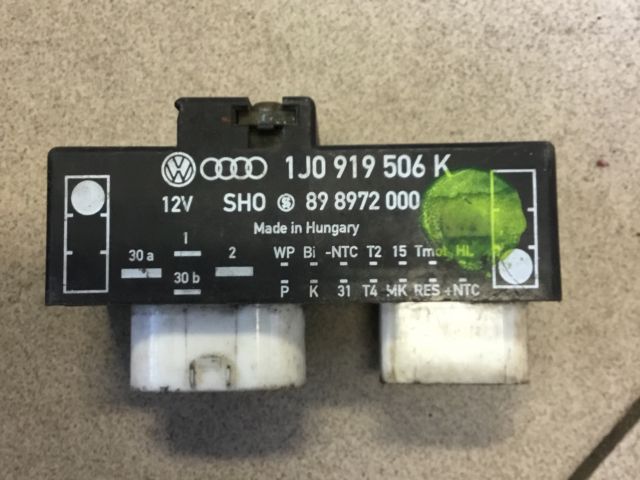 1J0 919 506 K
12V SHO 89 8972 000
Made in Hungary
30 a 1 2 WP Bi -NTC T2 15 Tmot HL
30 b P K 31 T4 MK RES +NTC